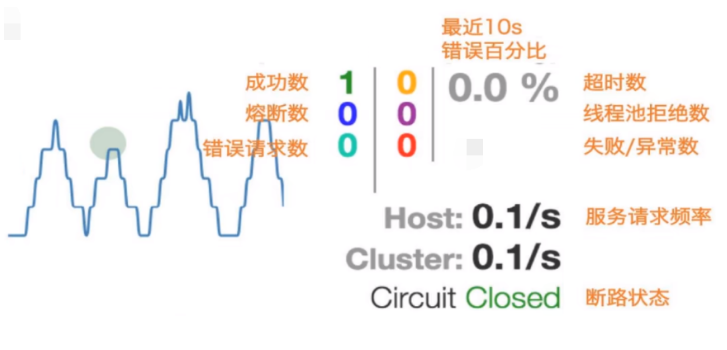 最近10s
错误百分比
成功数 1 0 0.0 % 超时数
熔断数 0 0 线程池拒绝数
错误请求数 0 0 失败/异常数
Host: 0.1/s 服务请求频率
Cluster: 0.1/s
Circuit Closed 断路状态